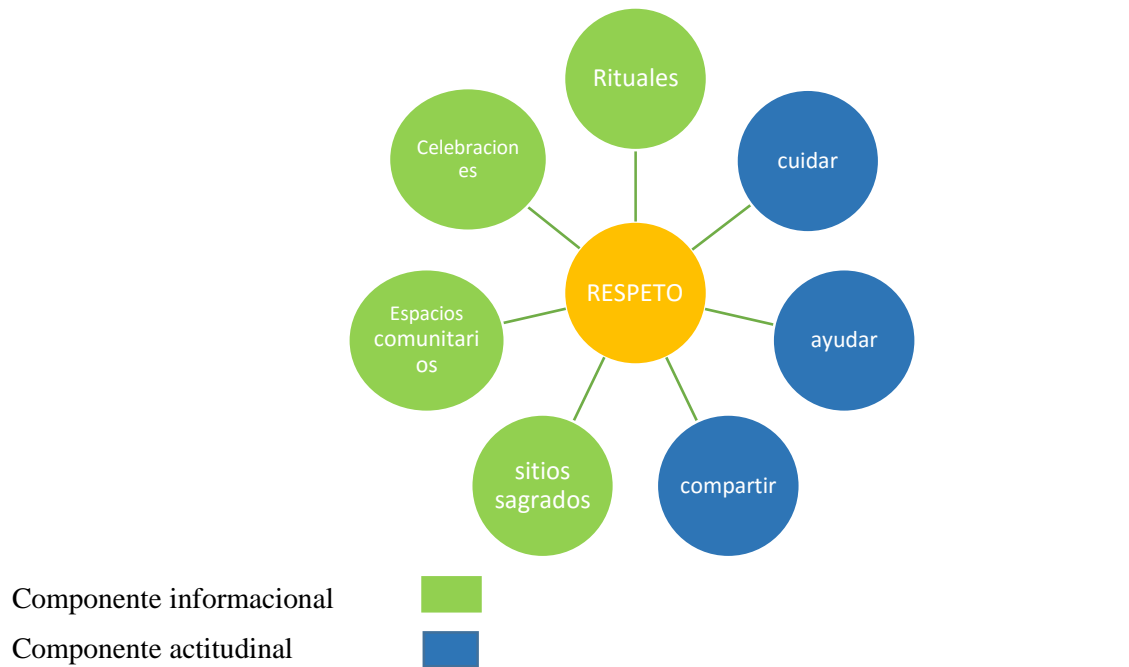 Rituales
Celebracion
es
cuidar
RESPETO
Espacios
comunitari
os
ayudar
sitios
sagrados
compartir
Componente informacional
Componente actitudinal